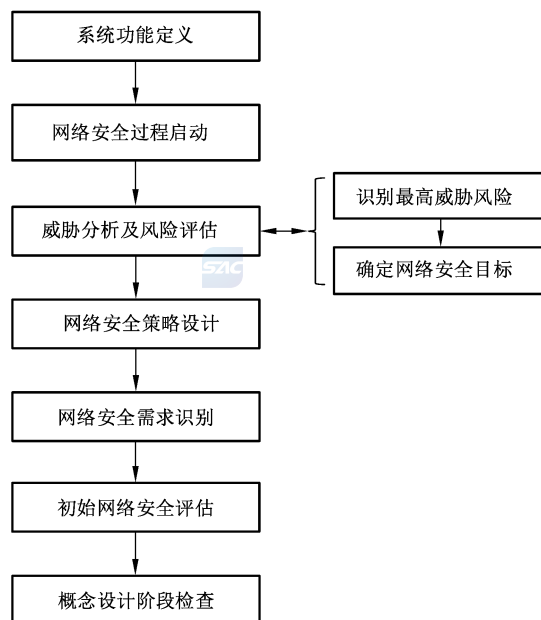 系统功能定义
网络安全过程启动
威胁分析及风险评估
识别最高威胁风险
确定网络安全目标
SAC
网络安全策略设计
网络安全需求识别
初始网络安全评估
概念设计阶段检查